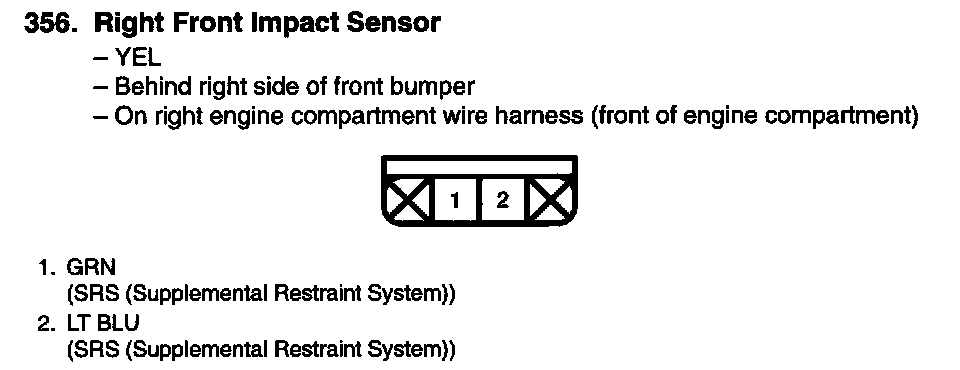 356. Right Front Impact Sensor
– YEL
– Behind right side of front bumper
– On right engine compartment wire harness (front of engine compartment)
1 2
1. GRN
(SRS (Supplemental Restraint System))
2. LT BLU
(SRS (Supplemental Restraint System))